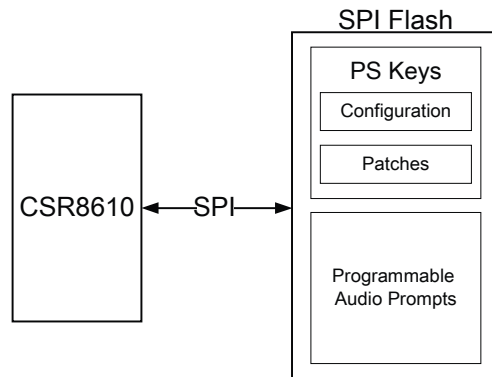 SPI Flash
PS Keys
Configuration
Patches
CSR8610
SPI
Programmable
Audio Prompts